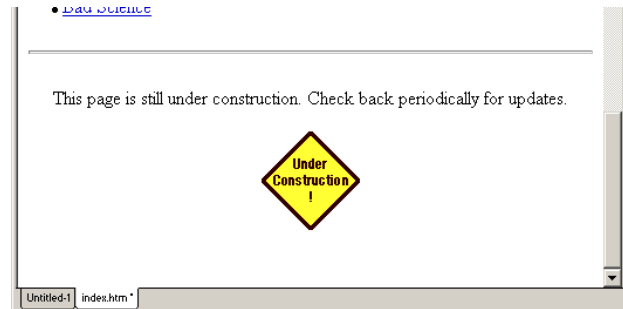 • Bad Science
This page is still under construction. Check back periodically for updates.
Under
Construction
!
Untitled-1 index.htm *